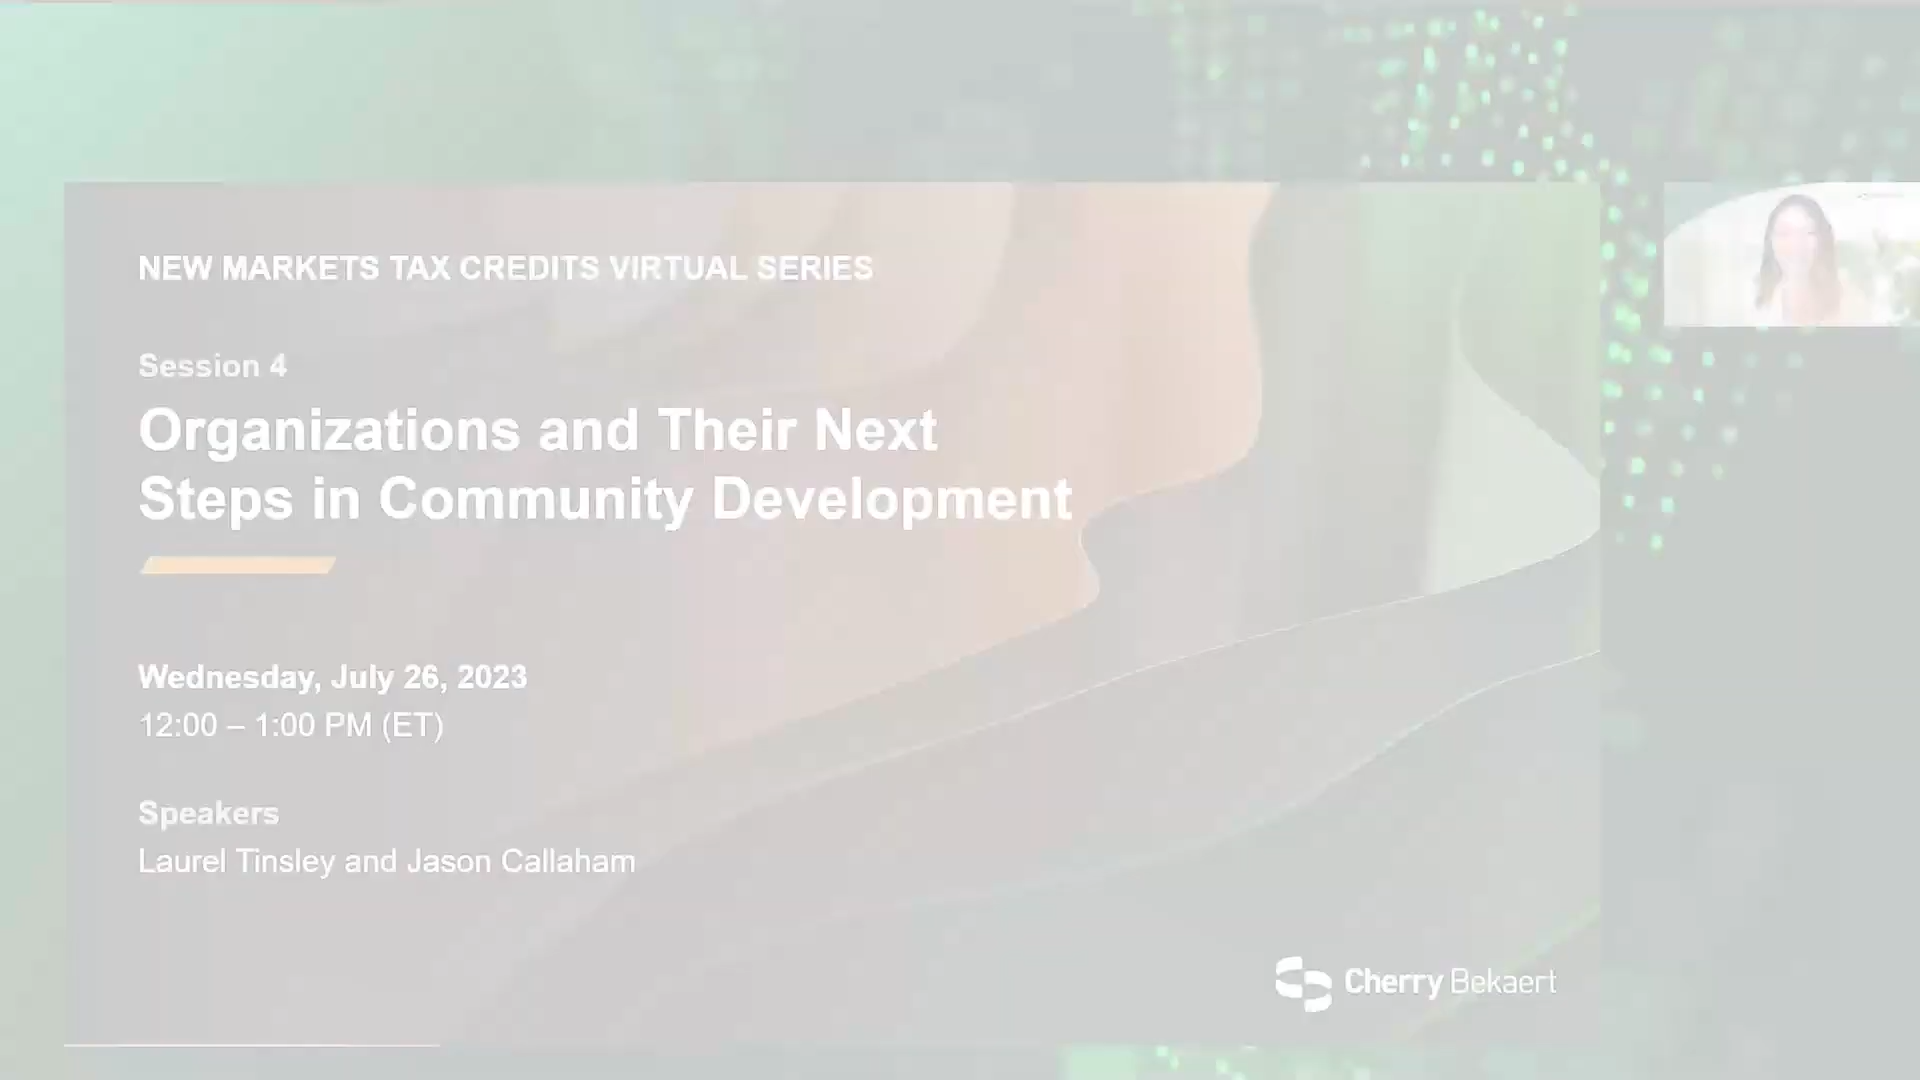 NEW MARKETS TAX CREDITS VIRTUAL SERIES
Session 4
Organizations and Their Next
Steps in Community Development
Wednesday, July 26, 2023
12:00 – 1:00 PM (ET)
Speakers
Laurel Tinsley and Jason Callaham
Cherry Bekaert